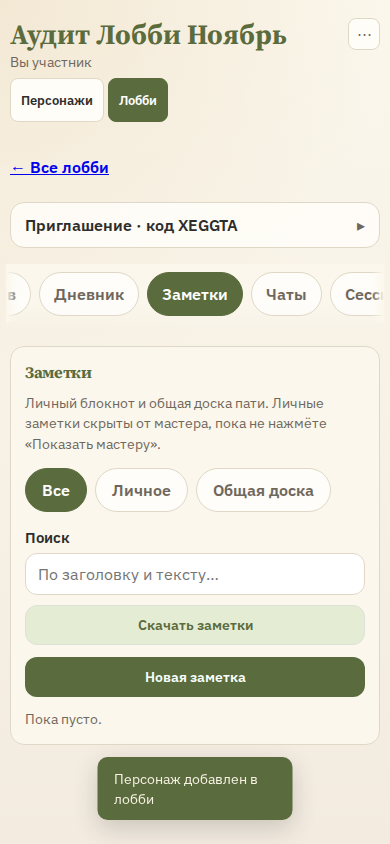 Аудит Лобби Ноябрь
...
Вы участник
Персонажи Лобби
← Все лобби
Приглашение · код XEGGTA ▸
в Дневник Заметки Чаты Сесс
Заметки
Личный блокнот и общая доска пати. Личные
заметки скрыты от мастера, пока не нажмёте
«Показать мастеру».
Все Личное Общая доска
Поиск
По заголовку и тексту...
Скачать заметки
Новая заметка
Пока пусто.
Персонаж добавлен в
лобби